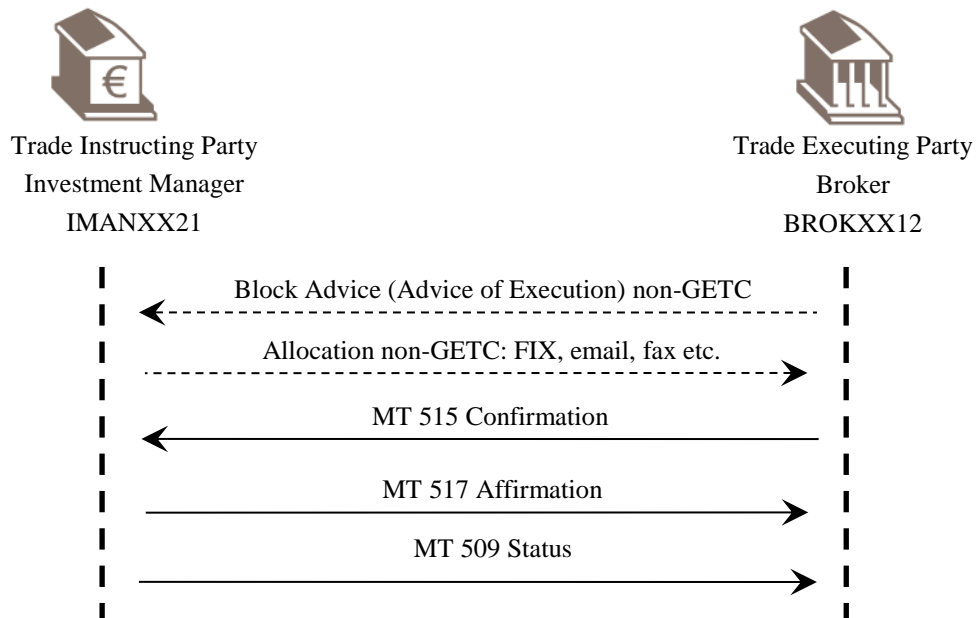 €
Trade Instructing Party
Investment Manager
IMANXX21
Trade Executing Party
Broker
BROKXX12
Block Advice (Advice of Execution) non-GETC
Allocation non-GETC: FIX, email, fax etc.
MT 515 Confirmation
MT 517 Affirmation
MT 509 Status